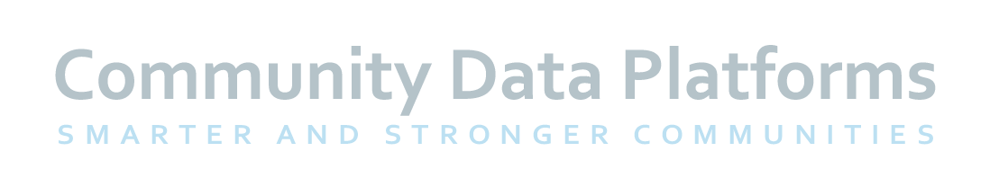 Community Data Platforms
SMARTER AND STRONGER COMMUNITIES